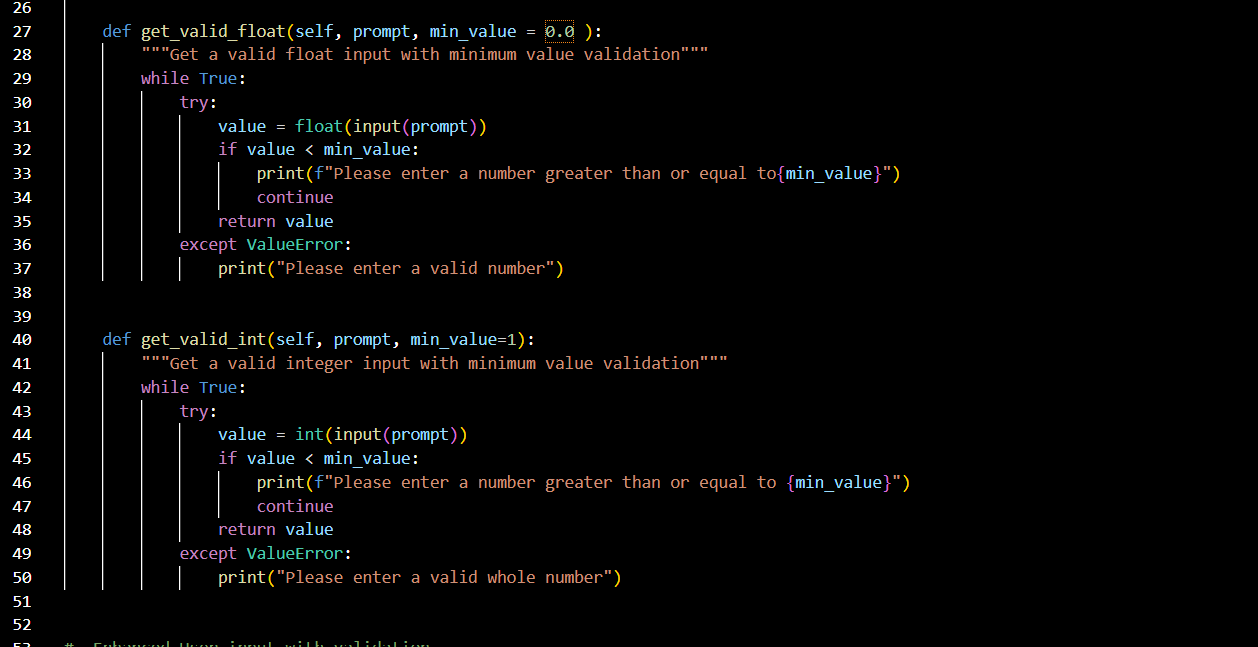 26
27 def get_valid_float(self, prompt, min_value = 0.0 ):
28 """Get a valid float input with minimum value validation"""
29 while True:
30 try:
31 value = float(input(prompt))
32 if value < min_value:
33 print(f"Please enter a number greater than or equal to{min_value}")
34 continue
35 return value
36 except ValueError:
37 print("Please enter a valid number")
38
39
40 def get_valid_int(self, prompt, min_value=1):
41 """Get a valid integer input with minimum value validation"""
42 while True:
43 try:
44 value = int(input(prompt))
45 if value < min_value:
46 print(f"Please enter a number greater than or equal to {min_value}")
47 continue
48 return value
49 except ValueError:
50 print("Please enter a valid whole number")
51
52
53 # Enhanced User input with validation